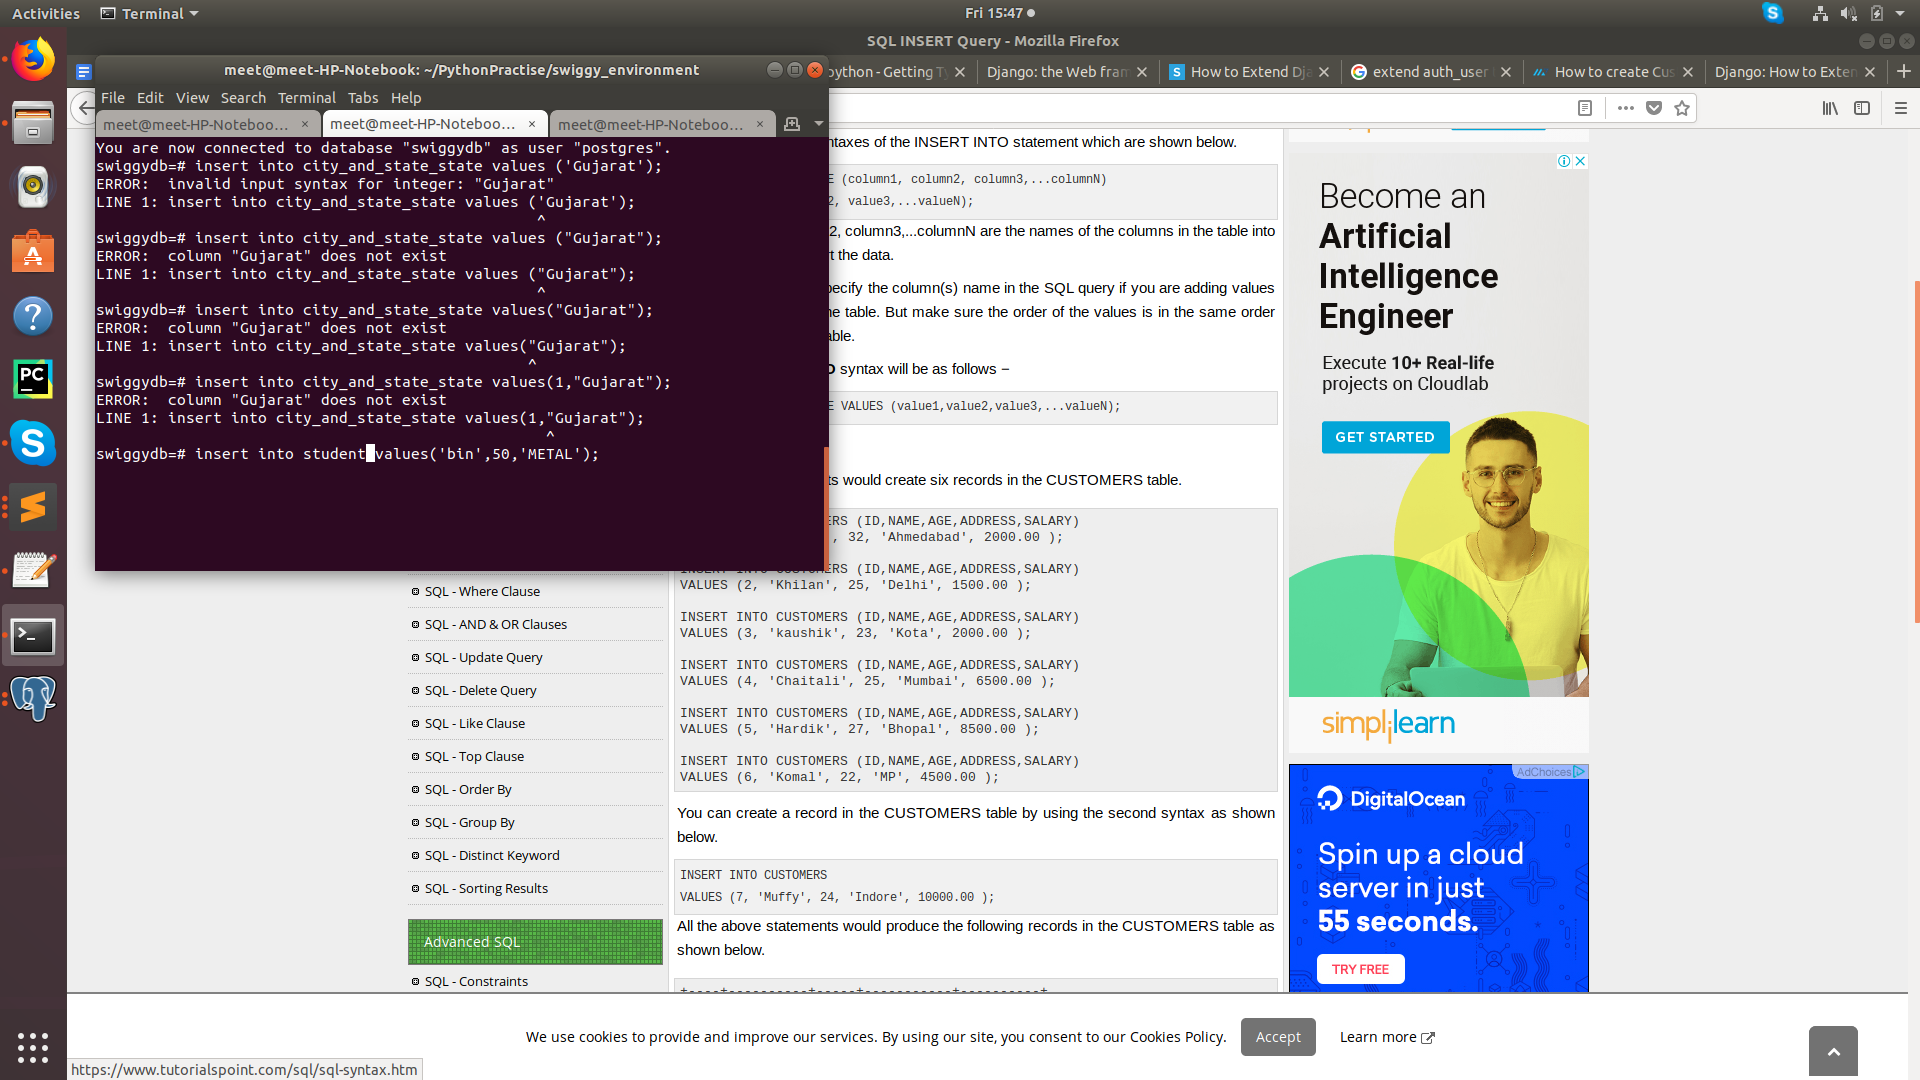 Activities
Terminal
Fri 15:47
SQL INSERT Query - Mozilla Firefox
meet@meet-HP-Notebook: ~/PythonPractise/swiggy_environment
python - Getting Ty
Django: the Web fram
How to Extend Dja
extend auth_user
How to create Cus
Django: How to Exten
File Edit View Search Terminal Tabs Help
meet@meet-HP-Noteboo...
meet@meet-HP-Noteboo...
meet@meet-HP-Noteboo...
You are now connected to database "swiggydb" as user "postgres".
swiggydb=# insert into city_and_state_state values ('Gujarat');
ERROR:  invalid input syntax for integer: "Gujarat"
LINE 1: insert into city_and_state_state values ('Gujarat');
^
swiggydb=# insert into city_and_state_state values ("Gujarat");
ERROR:  column "Gujarat" does not exist
LINE 1: insert into city_and_state_state values ("Gujarat");
^
swiggydb=# insert into city_and_state_state values("Gujarat");
ERROR:  column "Gujarat" does not exist
LINE 1: insert into city_and_state_state values("Gujarat");
^
swiggydb=# insert into city_and_state_state values(1,"Gujarat");
ERROR:  column "Gujarat" does not exist
LINE 1: insert into city_and_state_state values(1,"Gujarat");
^
swiggydb=# insert into student values('bin',50,'METAL');
ntaxes of the INSERT INTO statement which are shown below.
E (column1, column2, column3,...columnN)
2, value3,...valueN);
2, column3,...columnN are the names of the columns in the table into
rt the data.
pecify the column(s) name in the SQL query if you are adding values
he table. But make sure the order of the values is in the same order
able.
O syntax will be as follows −
E VALUES (value1,value2,value3,...valueN);
ts would create six records in the CUSTOMERS table.
ERS (ID,NAME,AGE,ADDRESS,SALARY)
, 32, 'Ahmedabad', 2000.00 );
INSERT INTO CUSTOMERS (ID,NAME,AGE,ADDRESS,SALARY)
VALUES (2, 'Khilan', 25, 'Delhi', 1500.00 );
INSERT INTO CUSTOMERS (ID,NAME,AGE,ADDRESS,SALARY)
VALUES (3, 'kaushik', 23, 'Kota', 2000.00 );
INSERT INTO CUSTOMERS (ID,NAME,AGE,ADDRESS,SALARY)
VALUES (4, 'Chaitali', 25, 'Mumbai', 6500.00 );
INSERT INTO CUSTOMERS (ID,NAME,AGE,ADDRESS,SALARY)
VALUES (5, 'Hardik', 27, 'Bhopal', 8500.00 );
INSERT INTO CUSTOMERS (ID,NAME,AGE,ADDRESS,SALARY)
VALUES (6, 'Komal', 22, 'MP', 4500.00 );
You can create a record in the CUSTOMERS table by using the second syntax as shown
below.
INSERT INTO CUSTOMERS
VALUES (7, 'Muffy', 24, 'Indore', 10000.00 );
All the above statements would produce the following records in the CUSTOMERS table as
shown below.
+----+----------+-----+-----------+----------+
SQL - Where Clause
SQL - AND & OR Clauses
SQL - Update Query
SQL - Delete Query
SQL - Like Clause
SQL - Top Clause
SQL - Order By
SQL - Group By
SQL - Distinct Keyword
SQL - Sorting Results
Advanced SQL
SQL - Constraints
Become an
Artificial
Intelligence
Engineer
Execute 10+ Real-life
projects on Cloudlab
GET STARTED
simplilearn
AdChoices
DigitalOcean
Spin up a cloud
server in just
55 seconds.
TRY FREE
We use cookies to provide and improve our services. By using our site, you consent to our Cookies Policy.
Accept
Learn more
https://www.tutorialspoint.com/sql/sql-syntax.htm
PC